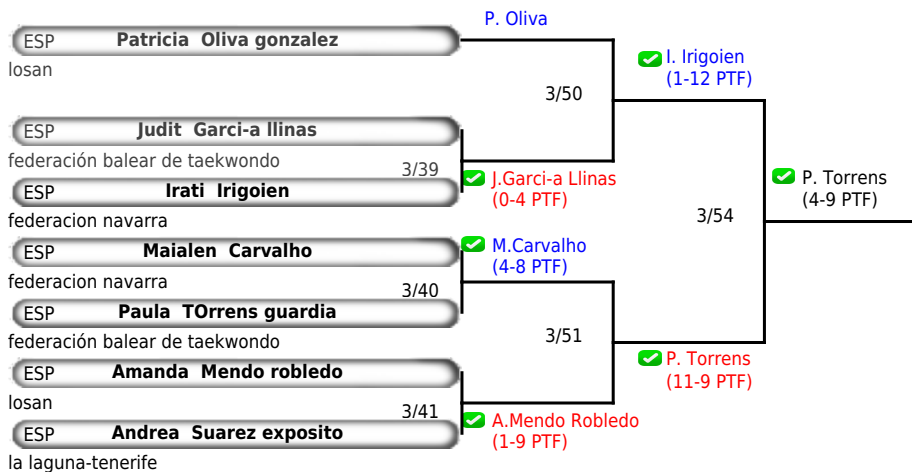 P. Oliva
ESP Patricia Oliva gonzalez
losan
I. Irigoien
(1-12 PTF)
3/50
ESP Judit Garci-a llinas
federación balear de taekwondo
3/39
J.Garci-a Llinas
(0-4 PTF)
ESP Irati Irigoien
federacion navarra
P. Torrens
(4-9 PTF)
3/54
ESP Maialen Carvalho
federacion navarra
M.Carvalho
(4-8 PTF)
3/40
ESP Paula TOrrens guardia
federación balear de taekwondo
3/51
P. Torrens
(11-9 PTF)
ESP Amanda Mendo robledo
losan
3/41
A.Mendo Robledo
(1-9 PTF)
ESP Andrea Suarez exposito
la laguna-tenerife